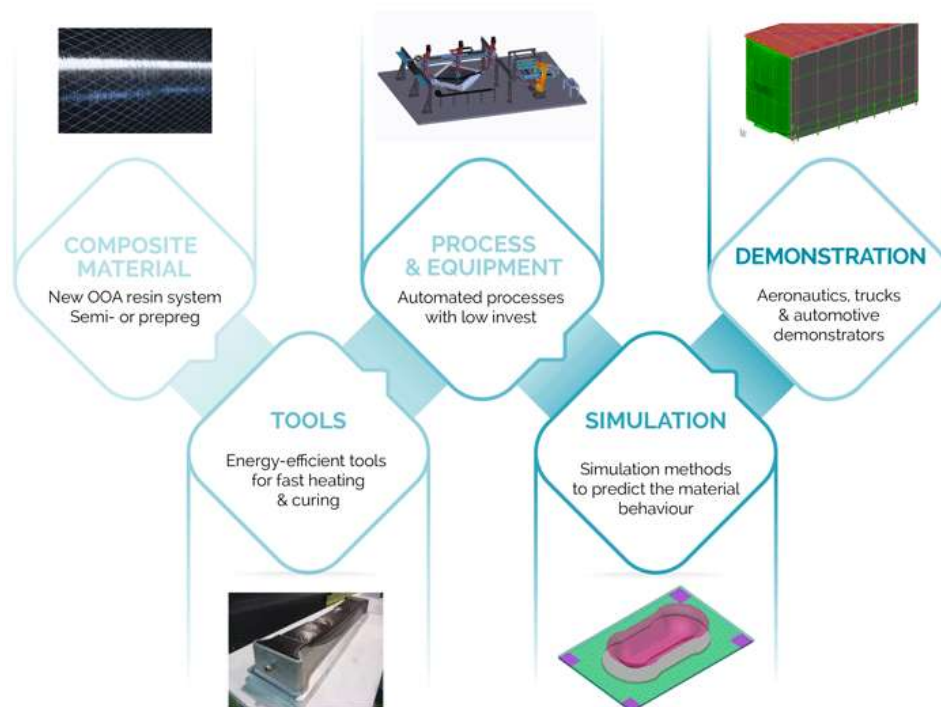 COMPOSITE
MATERIAL
New OOA resin system
Semi- or prepreg
TOOLS
Energy-efficient tools
for fast heating
& curing
PROCESS
& EQUIPMENT
Automated processes
with low invest
SIMULATION
Simulation methods
to predict the material
behaviour
DEMONSTRATION
Aeronautics, trucks
& automotive
demonstrators